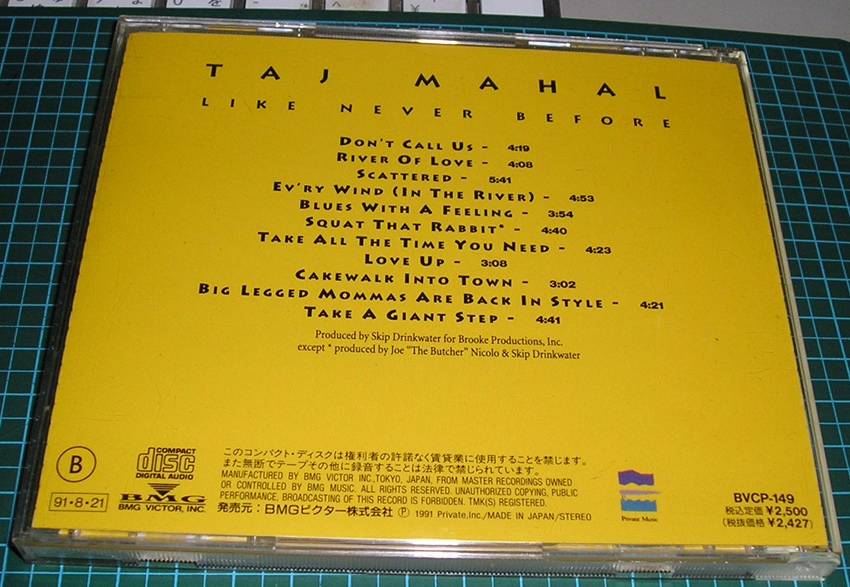 TAJ MAHAL
LIKE NEVER BEFORE
DON'T CALL US - 4:19
RIVER OF LOVE - 4:08
SCATTERED - 5:41
EV'RY WIND (IN THE RIVER) - 4:53
BLUES WITH A FEELING - 3:54
SQUAT THAT RABBIT* - 4:40
TAKE ALL THE TIME YOU NEED - 4:23
LOVE UP - 3:08
CAKEWALK INTO TOWN - 3:02
BIG LEGGED MOMMAS ARE BACK IN STYLE - 4:21
TAKE A GIANT STEP - 4:41
Produced by Skip Drinkwater for Brooke Productions, Inc.
except * produced by Joe “The Butcher” Nicolo & Skip Drinkwater
B
COMPACT
disc
DIGITAL AUDIO
91・8・21
BMG
BMG VICTOR, INC.
このコンパクト・ディスクは権利者の許諾なく賃貸業に使用することを禁じます。
また無断でテープその他に録音することは法律で禁じられています。
MANUFACTURED BY BMG VICTOR INC.,TOKYO, JAPAN, FROM MASTER RECORDINGS OWNED
OR CONTROLLED BY BMG MUSIC. ALL RIGHTS RESERVED. UNAUTHORIZED COPYING, PUBLIC
PERFORMANCE, BROADCASTING OF THIS RECORD IS FORBIDDEN. TMK(S) REGISTERED.
発売元：BMGビクター株式会社 Ⓟ 1991 Private, Inc./MADE IN JAPAN/STEREO
Private Music
BVCP-149
税込定価 ¥2,500
(税抜価格 ¥2,427)